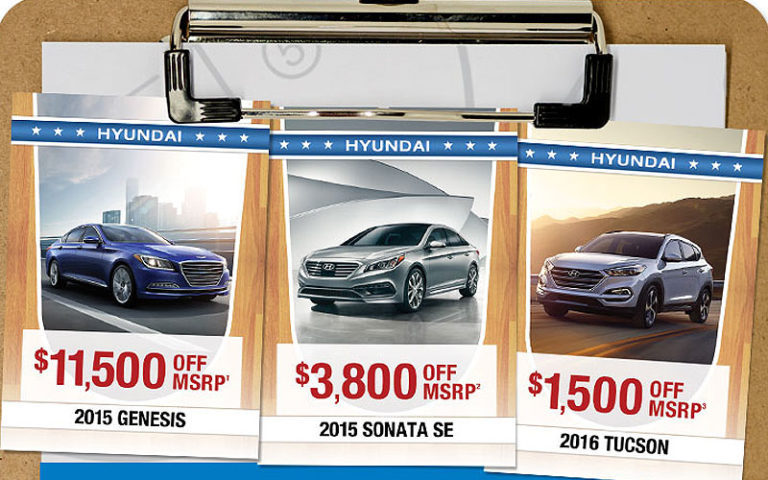 5
★ ★ ★ HYUNDAI ★ ★ ★
$11,500 OFF MSRP¹
2015 GENESIS
★ ★ ★ HYUNDAI ★ ★ ★
$3,800 OFF MSRP²
2015 SONATA SE
★ ★ ★ HYUNDAI ★ ★ ★
$1,500 OFF MSRP³
2016 TUCSON